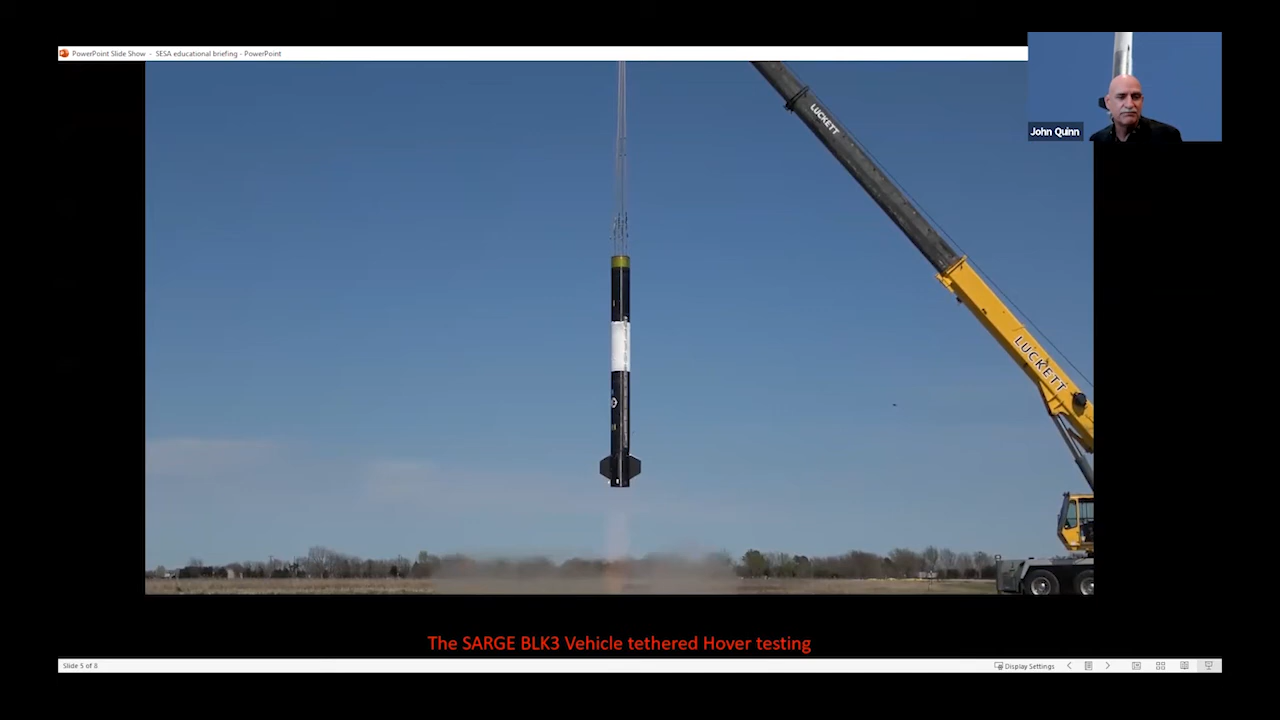 PowerPoint Slide Show - SESA educational briefing - PowerPoint
LUCKETT
John Quinn
LUCKETT
The SARGE BLK3 Vehicle tethered Hover testing
Slide 5 of 8
Display Settings